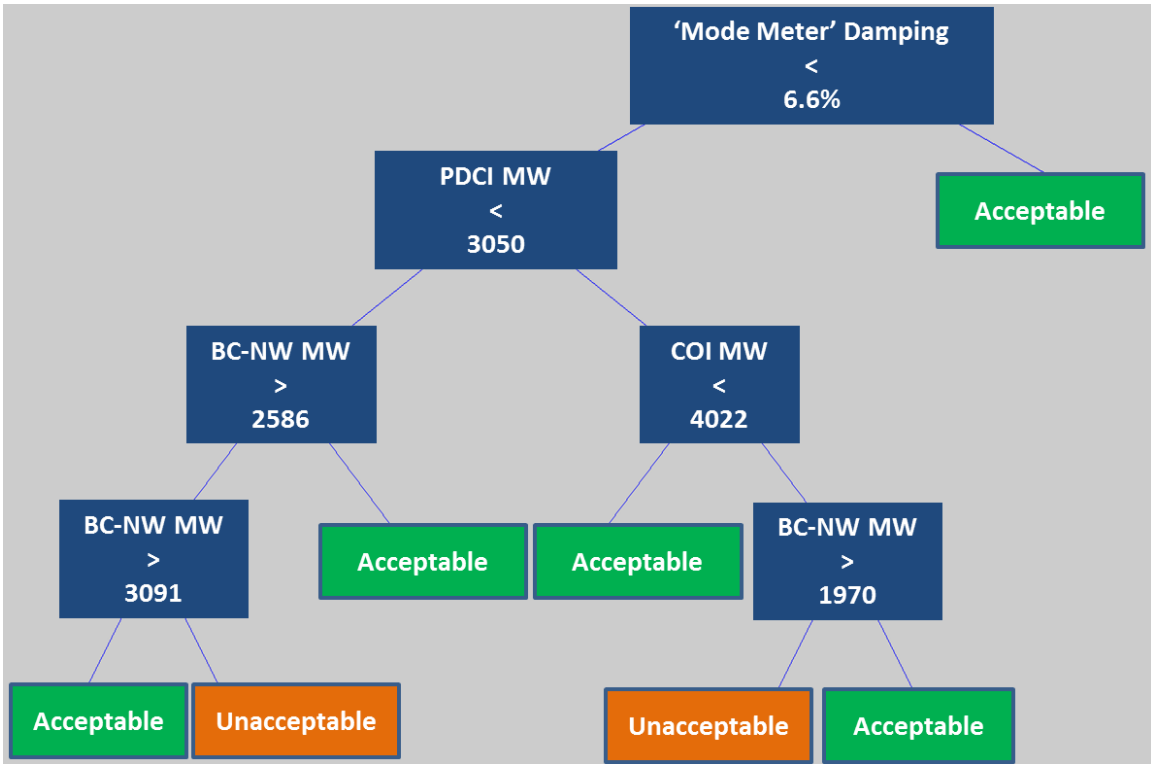 ‘Mode Meter’ Damping
<
6.6%
PDCI MW
<
3050
Acceptable
BC-NW MW
>
2586
COI MW
<
4022
BC-NW MW
>
3091
Acceptable
Acceptable
BC-NW MW
>
1970
Acceptable
Unacceptable
Unacceptable
Acceptable